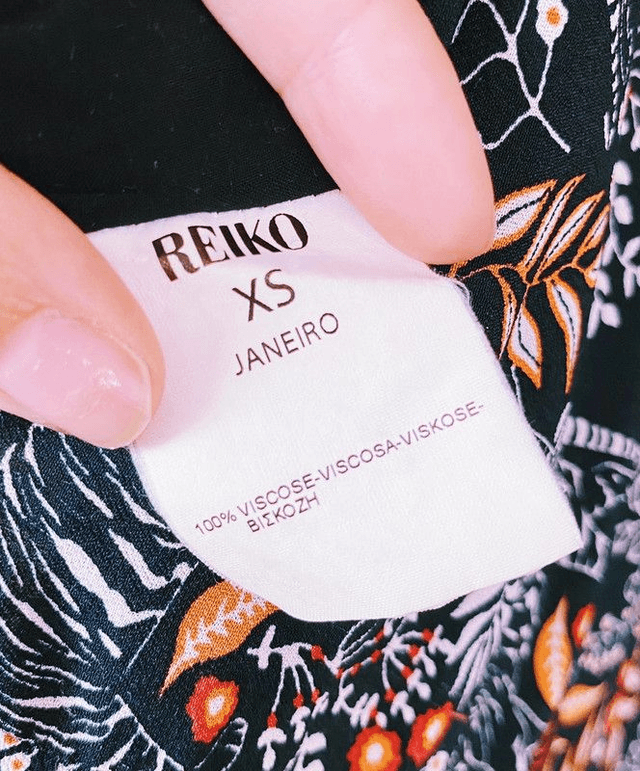 REIKO
XS
JANEIRO
100% VISCOSE-VISCOSA-VISKOSE-
ΒΙΣΚΟΖΗ